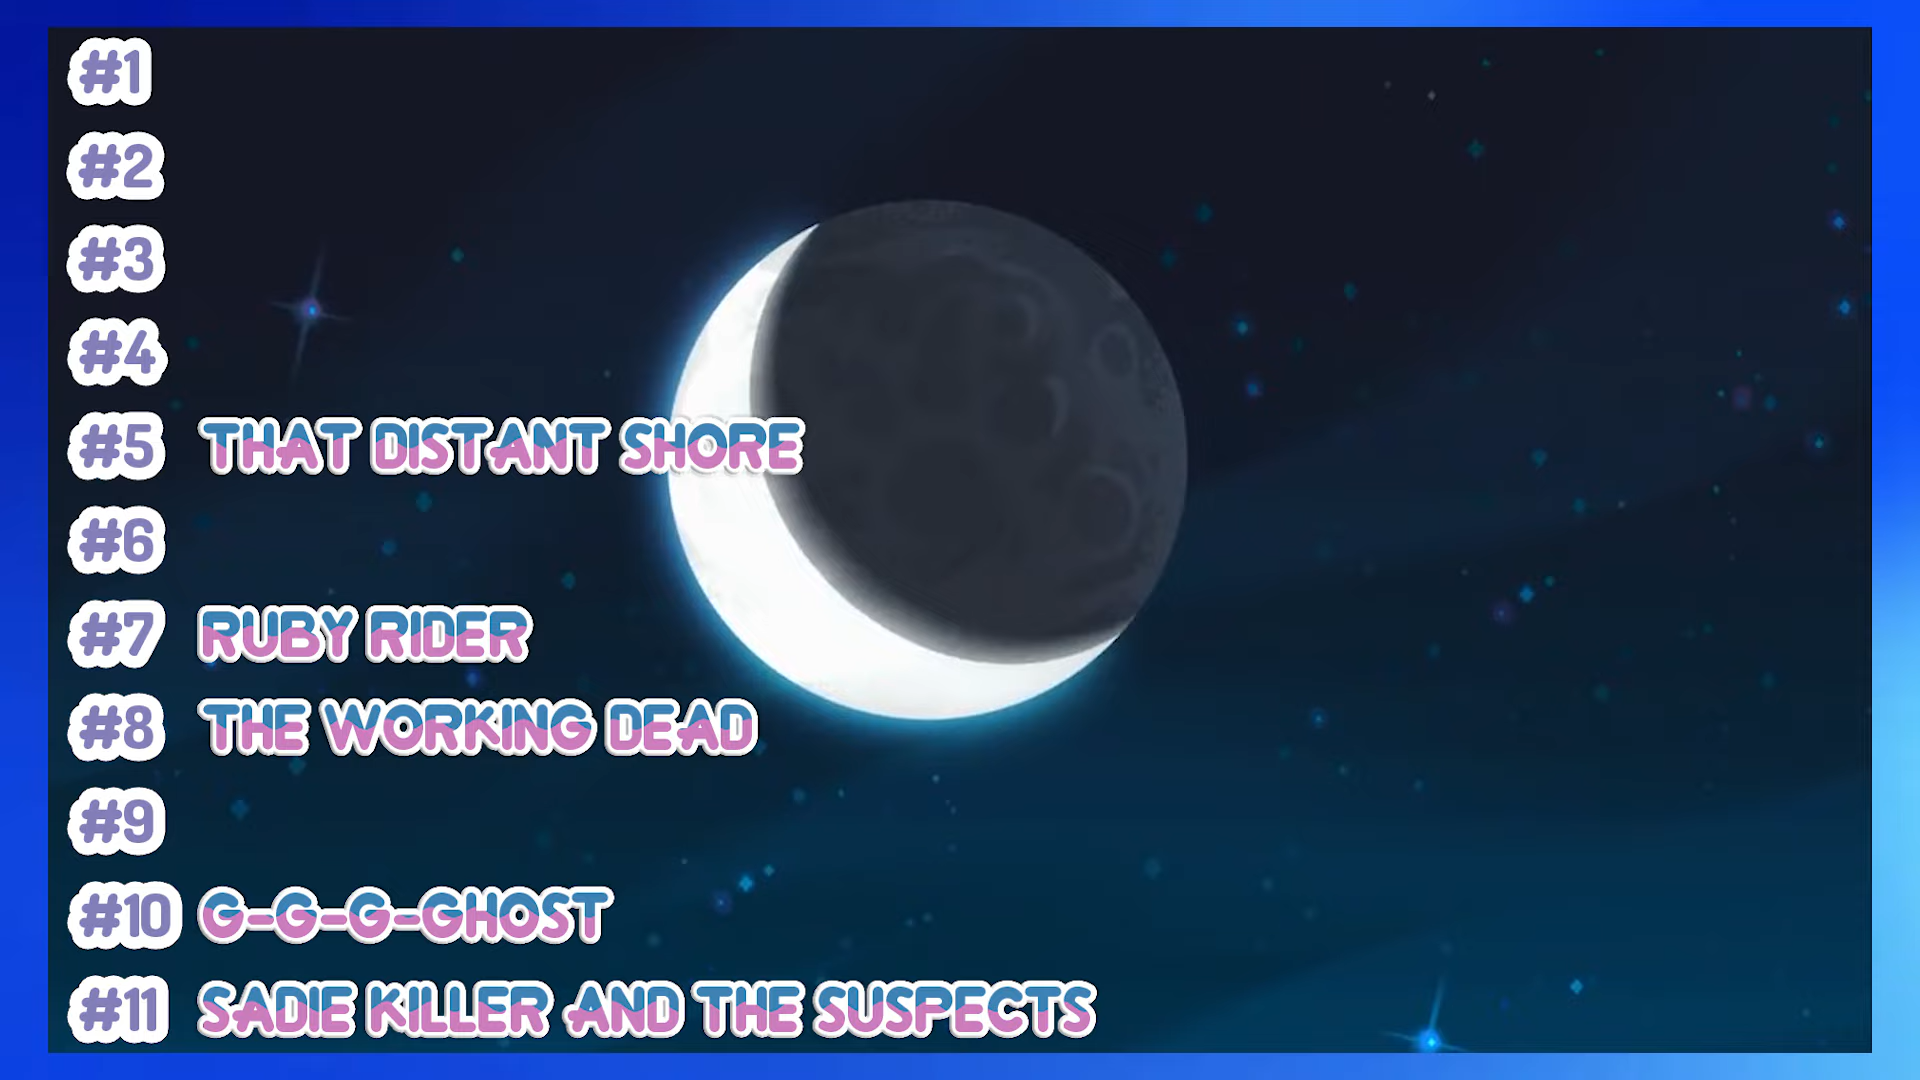 #1
#2
#3
#4
#5 THAT DISTANT SHORE
#6
#7 RUBY RIDER
#8 THE WORKING DEAD
#9
#10 G-G-G-GHOST
#11 SADIE KILLER AND THE SUSPECTS